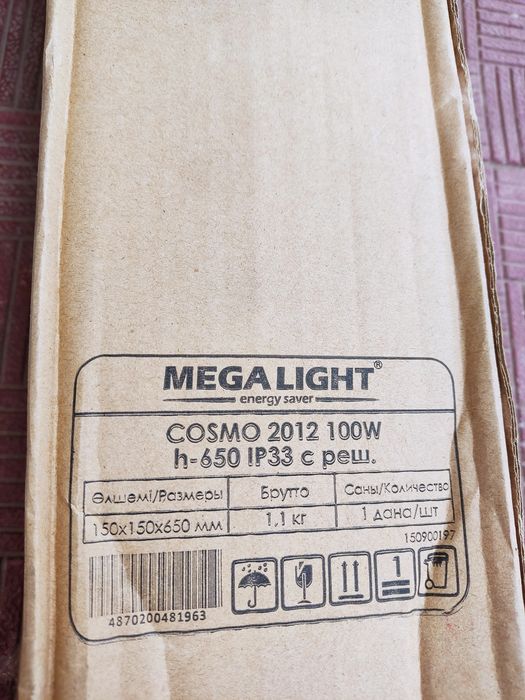 MEGALIGHT®
energy saver
COSMO 2012 100W
h-650 IP33 с реш.
Өлшемі/Размеры Брутто Саны/Количество
150x150x650 мм 1,1 кг 1 дана/шт
150900197
1
4870200481963